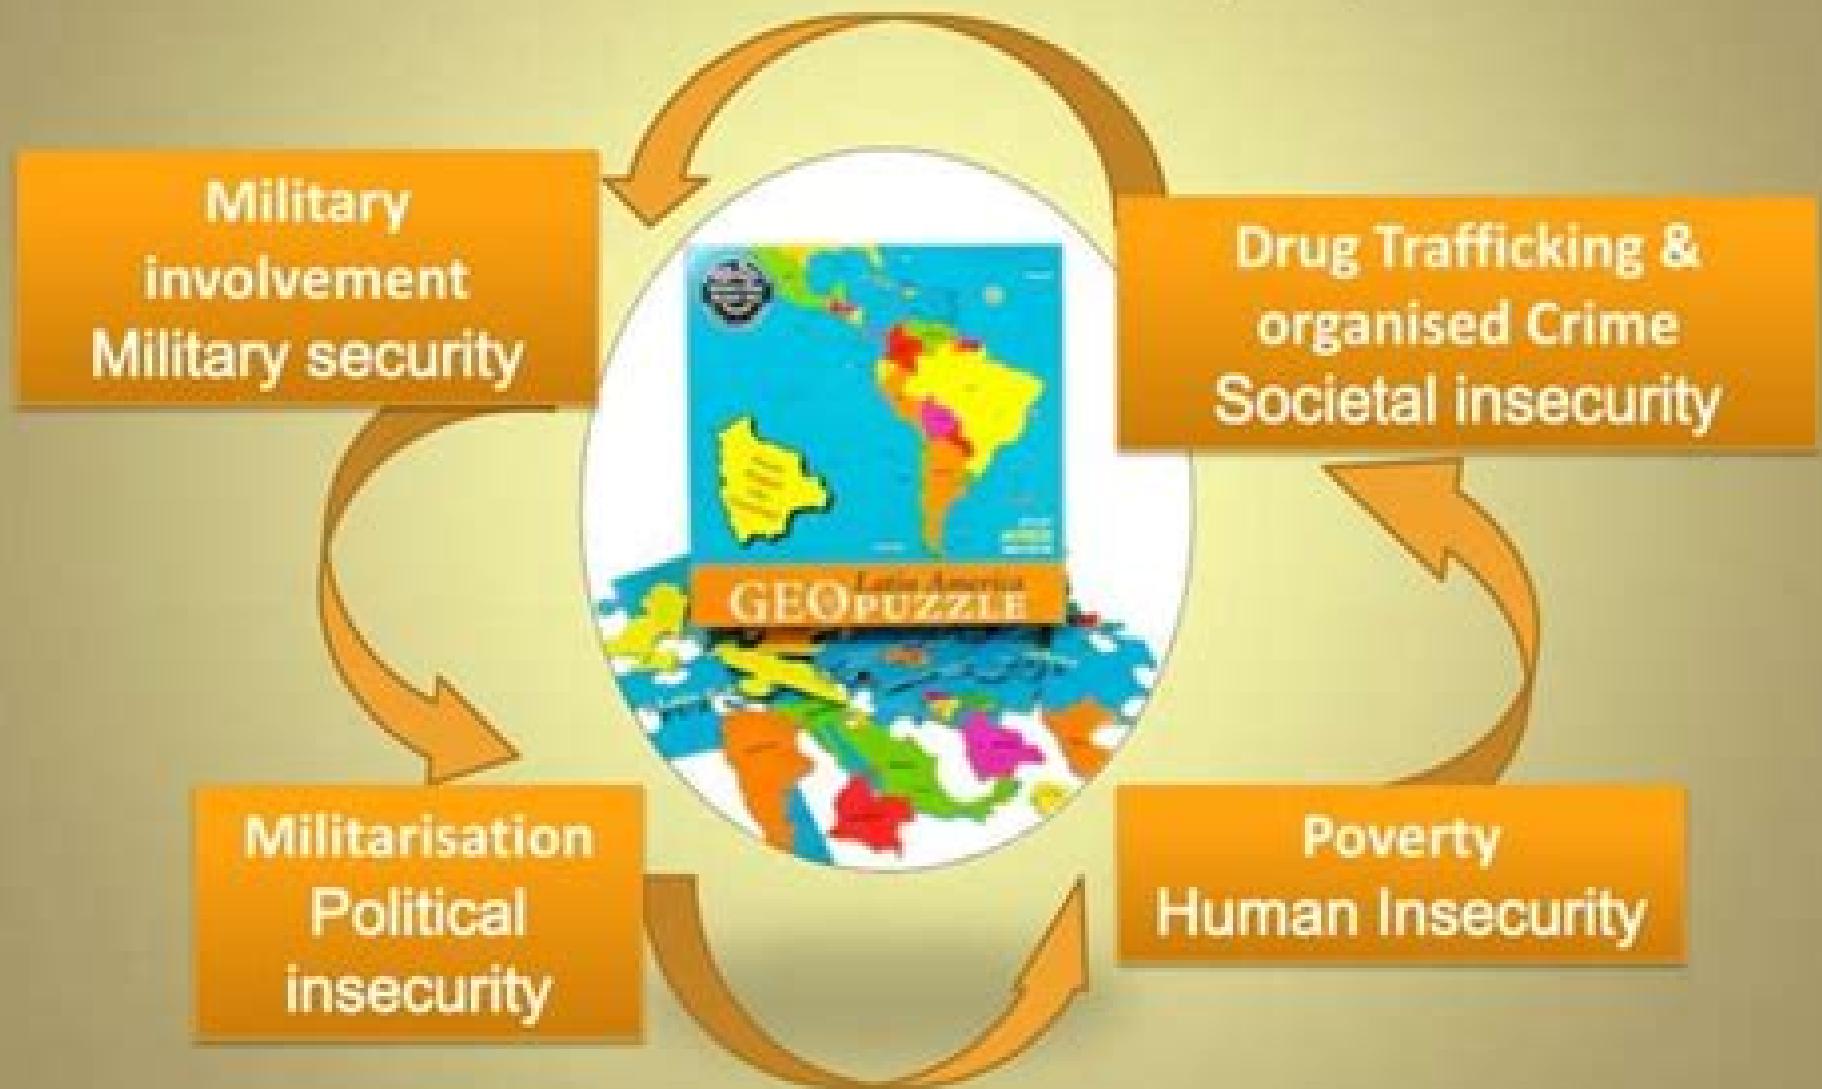 Military
involvement
Military security
Drug Trafficking &
organised Crime
Societal insecurity
Latin America
GEOPUZZLE
Militarisation
Political
insecurity
Poverty
Human Insecurity